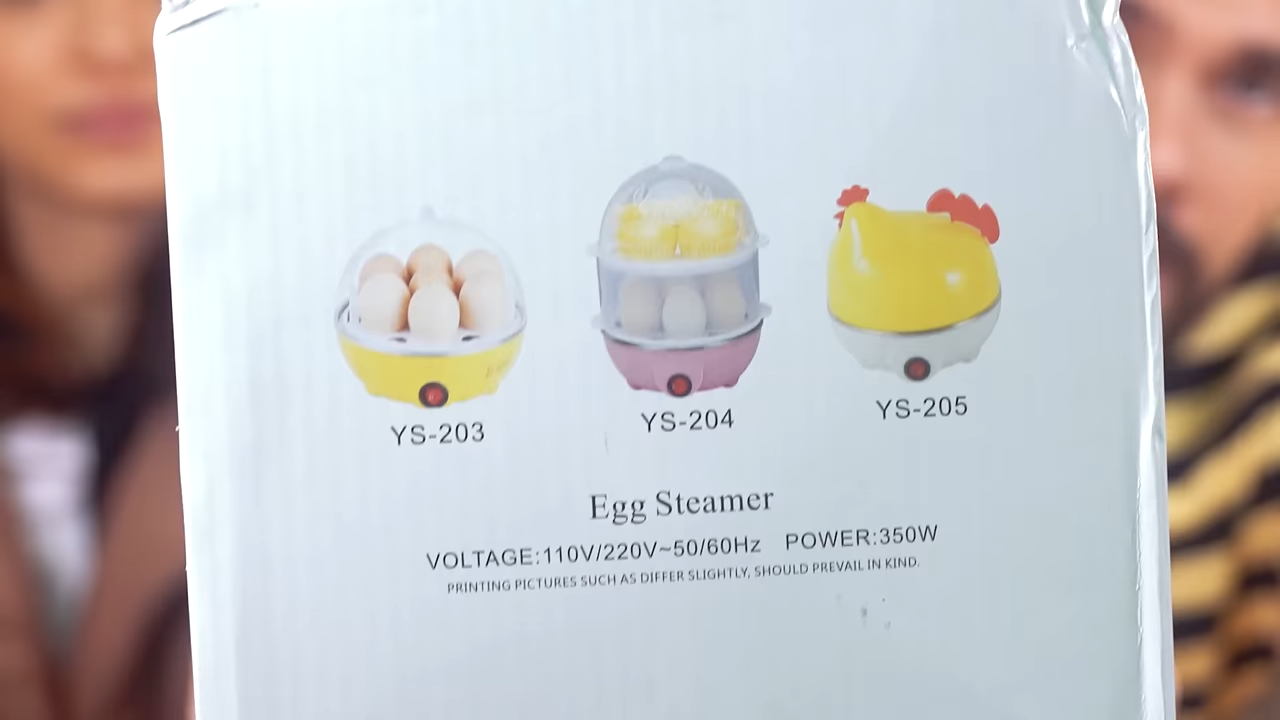 YS-203
YS-204
YS-205
Egg Steamer
VOLTAGE:110V/220V~50/60Hz POWER:350W
PRINTING PICTURES SUCH AS DIFFER SLIGHTLY, SHOULD PREVAIL IN KIND.